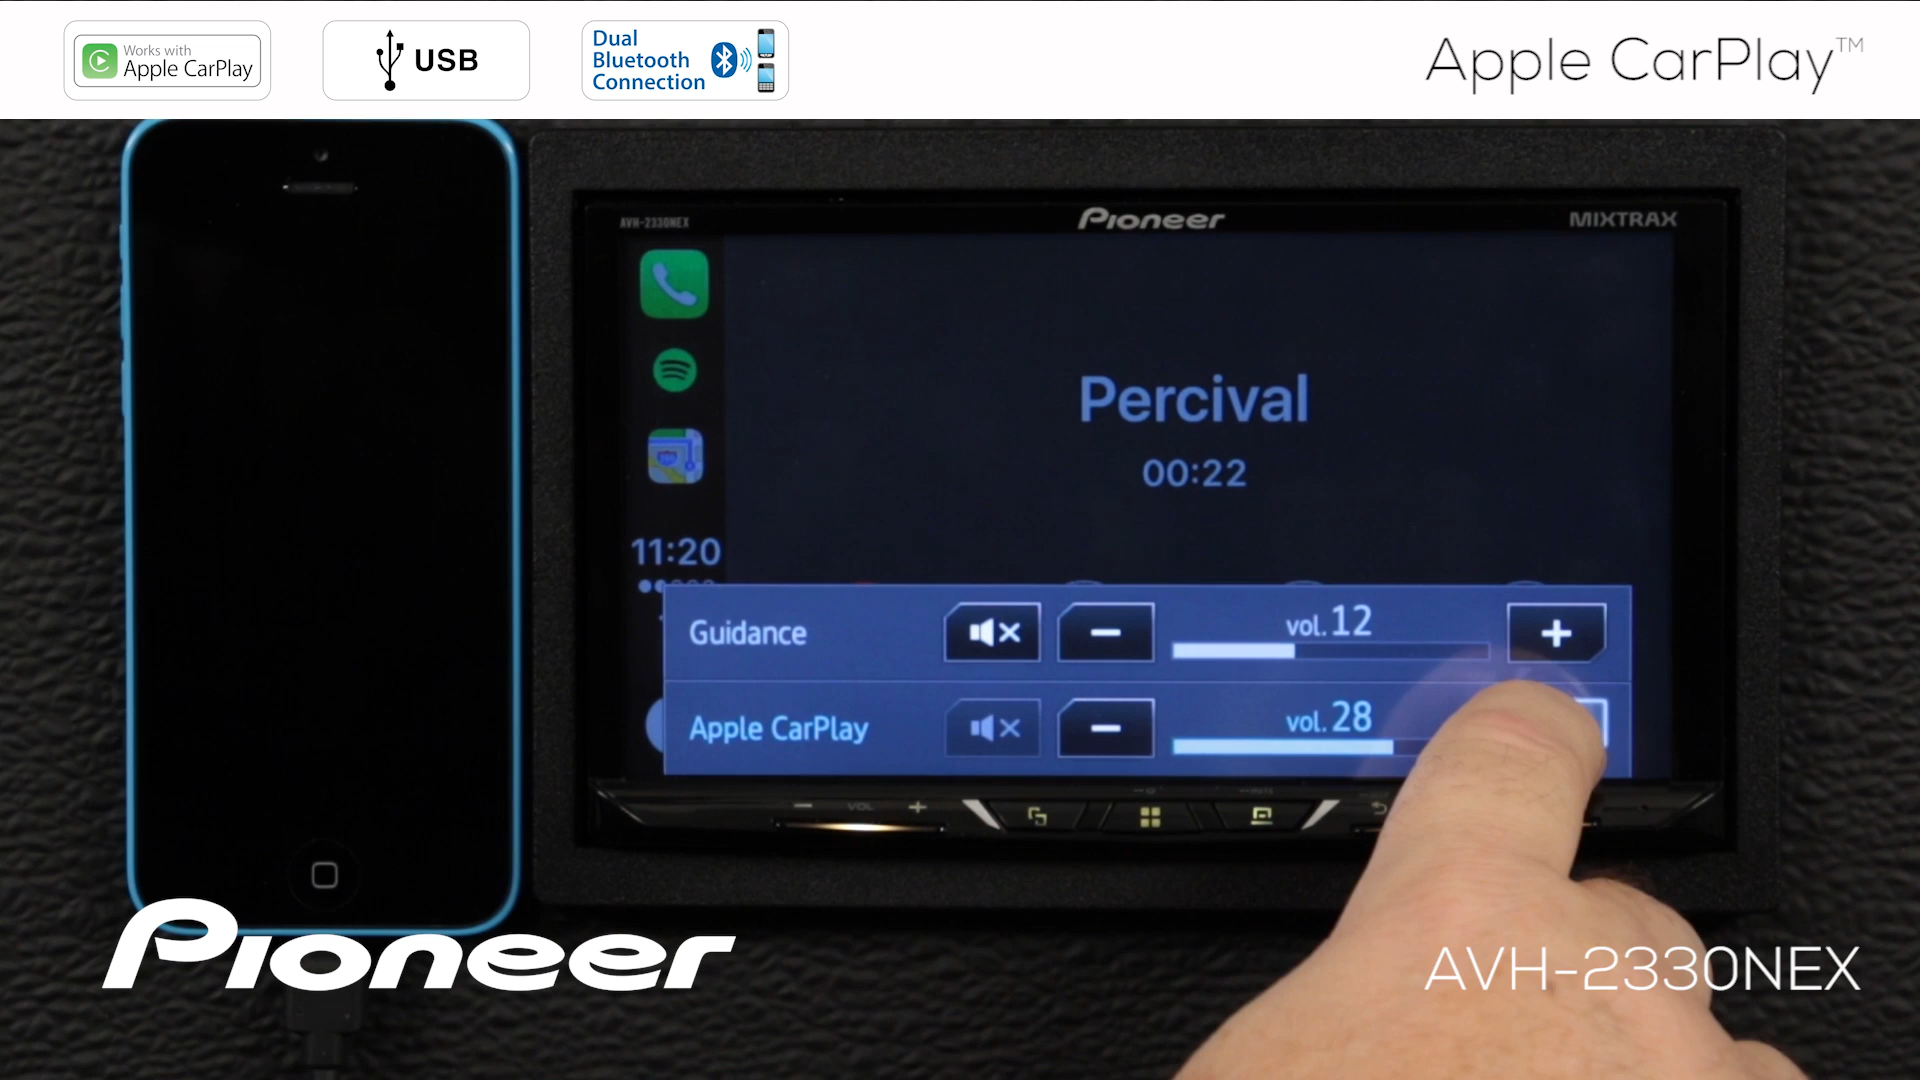 Works with
Apple CarPlay
USB
Dual
Bluetooth
Connection
Apple CarPlay™
AVH-2330NEX
Pioneer
MIXTRAX
Percival
00:22
11:20
Guidance
vol.12
Apple CarPlay
vol.28
VOL
MUTE
Pioneer
AVH-2330NEX